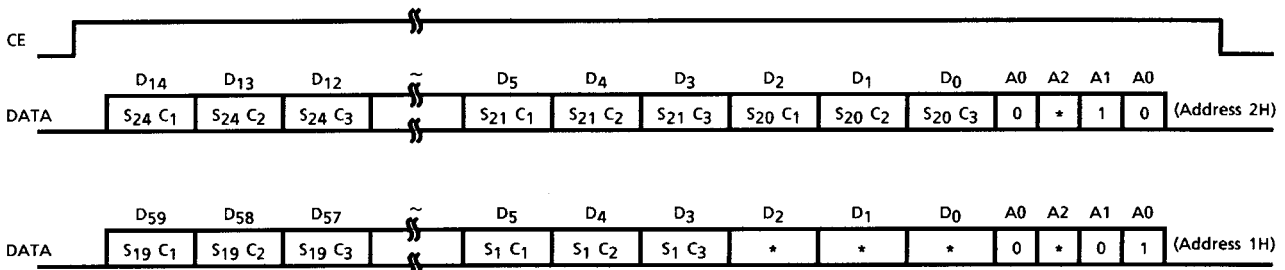 CE
D14 D13 D12 ~ D5 D4 D3 D2 D1 D0 A0 A2 A1 A0
DATA S24 C1 S24 C2 S24 C3 S21 C1 S21 C2 S21 C3 S20 C1 S20 C2 S20 C3 0 * 1 0 (Address 2H)
D59 D58 D57 ~ D5 D4 D3 D2 D1 D0 A0 A2 A1 A0
DATA S19 C1 S19 C2 S19 C3 S1 C1 S1 C2 S1 C3 * * * 0 * 0 1 (Address 1H)